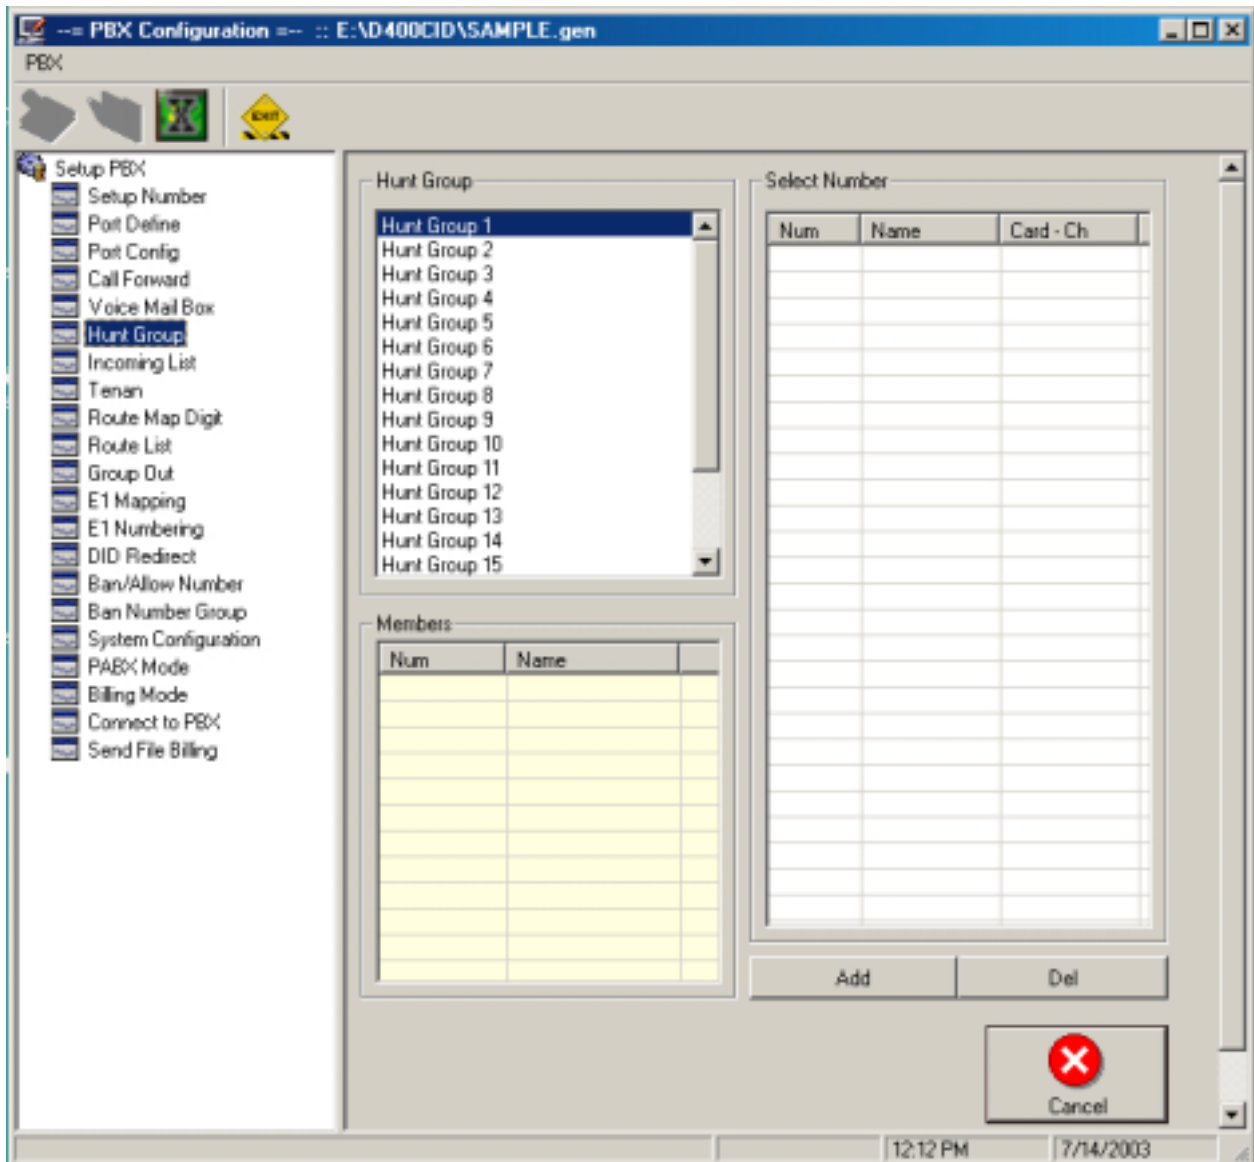 --= PBX Configuration =-- :: E:\D400CID\SAMPLE.gen
PBX
EXIT
Setup PBX
Setup Number
Port Define
Port Config
Call Forward
Voice Mail Box
Hunt Group
Incoming List
Tenan
Route Map Digit
Route List
Group Out
E1 Mapping
E1 Numbering
DID Redirect
Ban/Allow Number
Ban Number Group
System Configuration
PABX Mode
Billing Mode
Connect to PBX
Send File Billing
Hunt Group
Hunt Group 1
Hunt Group 2
Hunt Group 3
Hunt Group 4
Hunt Group 5
Hunt Group 6
Hunt Group 7
Hunt Group 8
Hunt Group 9
Hunt Group 10
Hunt Group 11
Hunt Group 12
Hunt Group 13
Hunt Group 14
Hunt Group 15
Members
Num Name
Select Number
Num Name Card - Ch
Add Del
Cancel
12:12 PM 7/14/2003